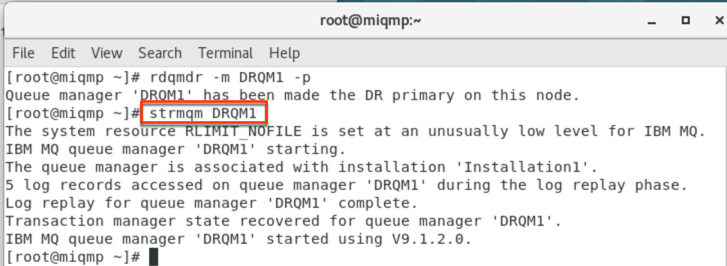 root@miqmp:~
File Edit View Search Terminal Help
[root@miqmp ~]# rdqmdr -m DRQM1 -p
Queue manager 'DRQM1' has been made the DR primary on this node.
[root@miqmp ~]# strmqm DRQM1
The system resource RLIMIT_NOFILE is set at an unusually low level for IBM MQ.
IBM MQ queue manager 'DRQM1' starting.
The queue manager is associated with installation 'Installation1'.
5 log records accessed on queue manager 'DRQM1' during the log replay phase.
Log replay for queue manager 'DRQM1' complete.
Transaction manager state recovered for queue manager 'DRQM1'.
IBM MQ queue manager 'DRQM1' started using V9.1.2.0.
[root@miqmp ~]#